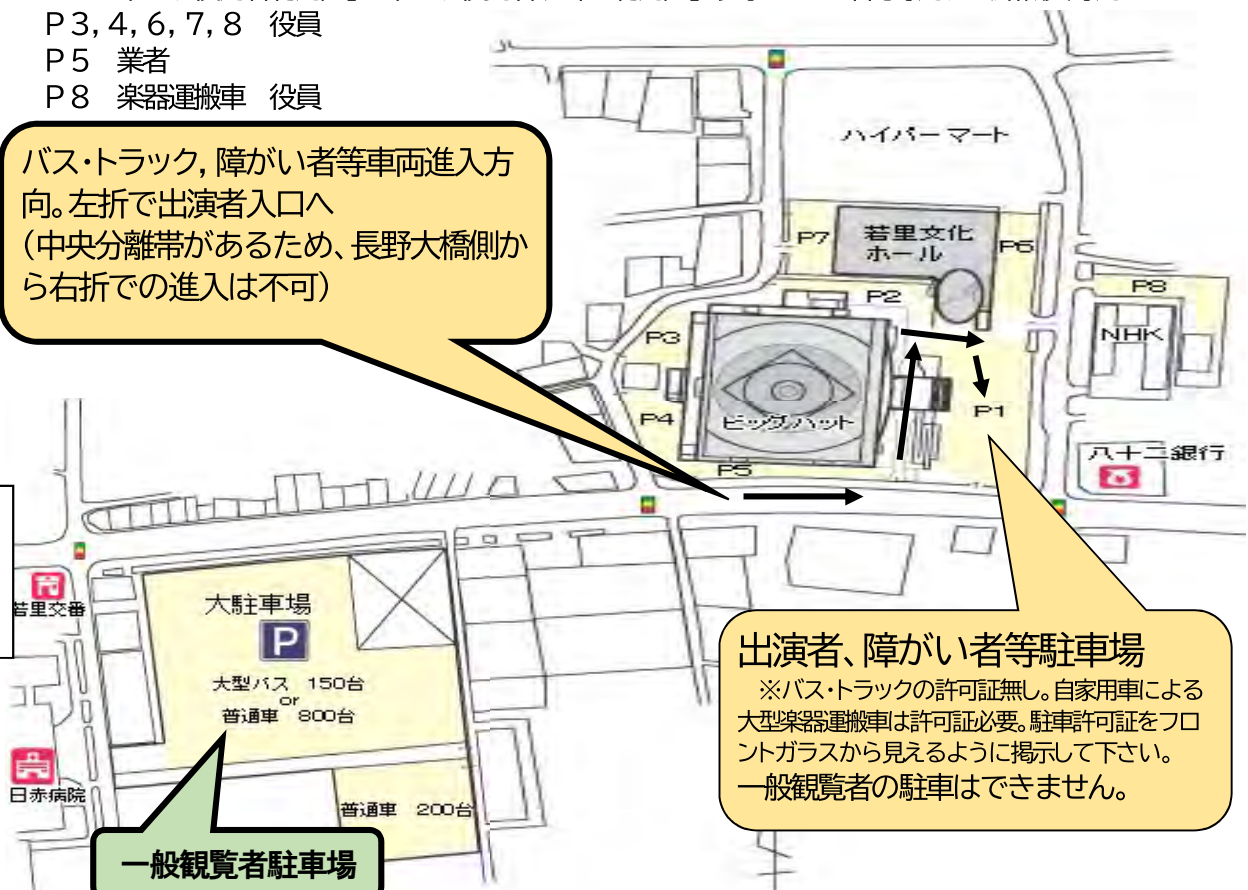 P3,4,6,7,8 役員
P5 業者
P8 楽器運搬車 役員
バス・トラック,障がい者等車両進入方
向。左折で出演者入口へ
(中央分離帯があるため、長野大橋側か
ら右折での進入は不可)
ハイパーマート
若里文化
ホール
P7
P6
P2
P8
NHK
P3
P4
ビッグハット
P1
P5
八十二銀行
若里交番
大駐車場
P
大型バス 150台
or
普通車 800台
日赤病院
普通車 200台
一般観覧者駐車場
出演者、障がい者等駐車場
※バス・トラックの許可証無し。自家用車による
大型楽器運搬車は許可証必要。駐車許可証をフロ
ントガラスから見えるように掲示して下さい。
一般観覧者の駐車はできません。